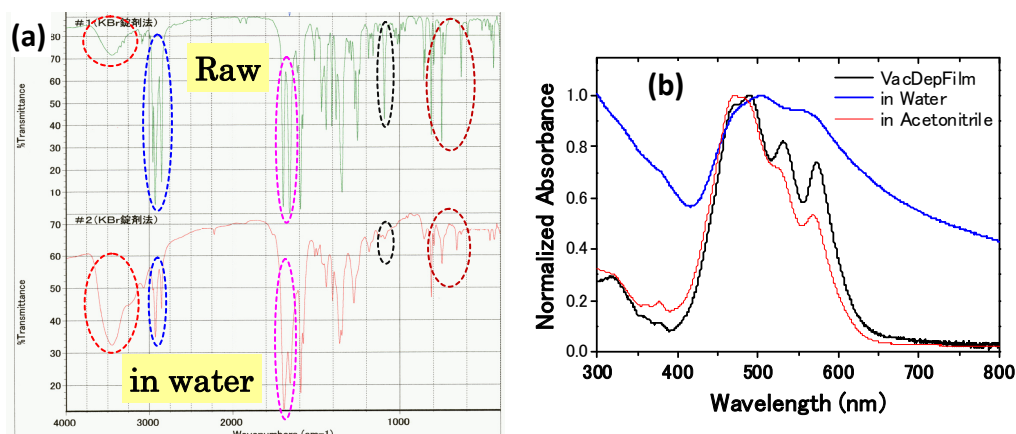 (a)
#1(KBr錠剤法)
Raw
80
70
60
50
40
30
20
10
%Transmittance
#2(KBr錠剤法)
70
60
50
40
30
20
%Transmittance
in water
4000 3000 2000 1000
(b)
VacDepFilm
in Water
in Acetonitrile
1.0
0.8
0.6
0.4
0.2
0.0
Normalized Absorbance
300 400 500 600 700 800
Wavelength (nm)